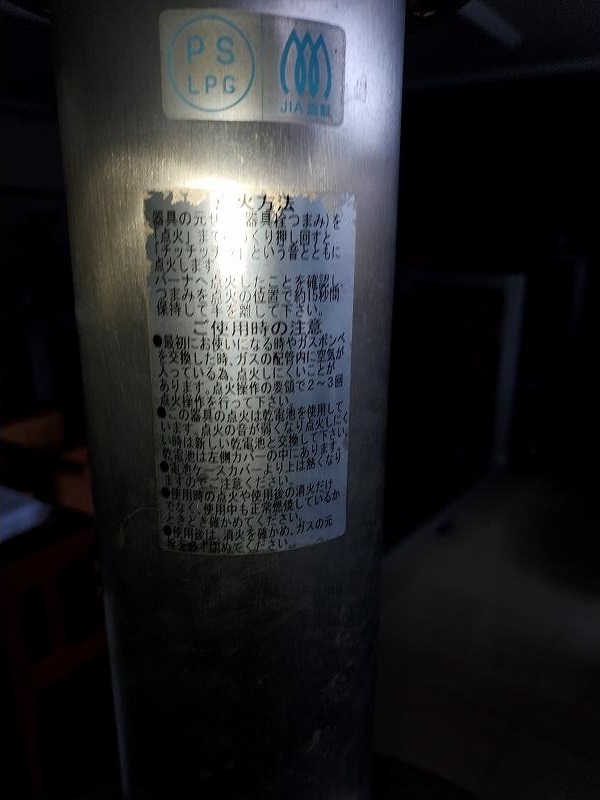 PS
LPG
JIA 認証
火方法
器具の元せ 器具栓つまみ)を
「点火」まで くり押し回すと
「チッチッチッ」という音とともに
点火します
バーナへ点火したことを確認し、
つまみを点火の位置で約15秒間
保持して手を離して下さい。
ご使用時の注意
●最初にお使いになる時やガスボンベ
を交換した時、ガスの配管内に空気が
入っている為、点火しにくいことが
あります。点火操作の要領で2〜3回
点火操作を行って下さい
●この器具の点火は乾電池を使用して
います。点火の音が弱くなり点火しにく
い時は新しい乾電池と交換して下さい。
乾電池は左側カバーの中にあります。
●電池ケースカバーより上は熱くなり
ますのでご注意ください。
●使用時の点火や使用後の消火だけ
でなく、使用中も正常燃焼しているか
ときどき確かめてください。
●使用後は、消火を確かめ、ガスの元
栓を必ず閉めてください。